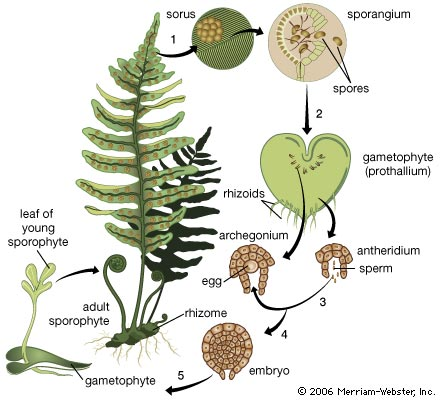 sorus
sporangium
1
spores
2
gametophyte
(prothallium)
rhizoids
leaf of
young
sporophyte
archegonium
antheridium
egg
sperm
3
adult
sporophyte
rhizome
4
embryo
5
gametophyte
© 2006 Merriam-Webster, Inc.